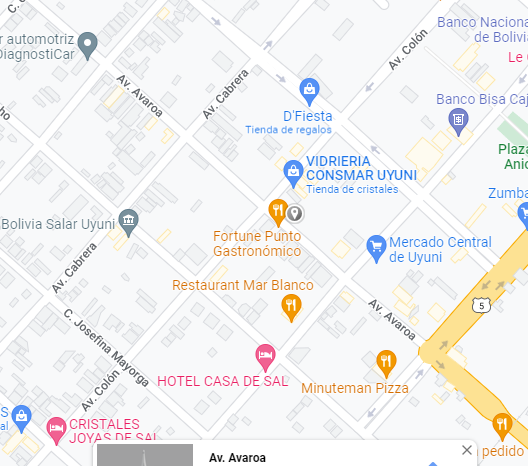 C.
Banco Naciona
de Bolivi
r automotriz
DiagnostiCar
Av. Colón
Le
Av. Avaroa
Av. Cabrera
Banco Bisa Caj
D'Fiesta
Tienda de regalos
Plaza
Anic
VIDRIERIA
CONSMAR UYUNI
Tienda de cristales
Zumba
Bolivia Salar Uyuni
Fortune Punto
Gastronómico
Mercado Central
de Uyuni
Av. Cabrera
Restaurant Mar Blanco
5
Av. Avaroa
C. Josefina Mayorga
HOTEL CASA DE SAL
Minuteman Pizza
Av. Colón
S
al
CRISTALES
JOYAS DE SAL
pedido
Av. Avaroa